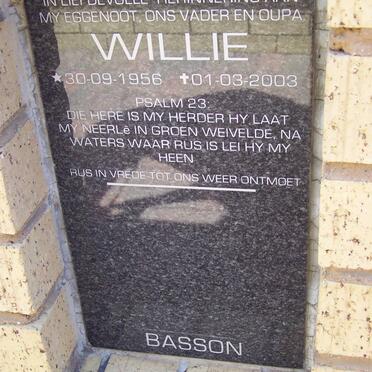 IN LIEFDEVOLLE HERINNERING AAN
MY EGGENOOT, ONS VADER EN OUPA
WILLIE
★30-09-1956 ✝01-03-2003
PSALM 23:
DIE HERE IS MY HERDER HY LAAT
MY NEERLê IN GROEN WEIVELDE, NA
WATERS WAAR RUS IS LEI HY MY
HEEN
RUS IN VREDE TOT ONS WEER ONTMOET
BASSON